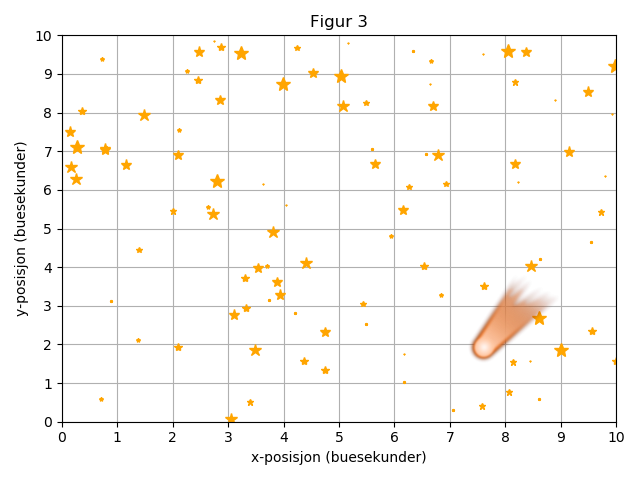 Figur 3
10
9
8
7
6
5
4
3
2
1
0
y-posisjon (buesekunder)
0 1 2 3 4 5 6 7 8 9 10
x-posisjon (buesekunder)